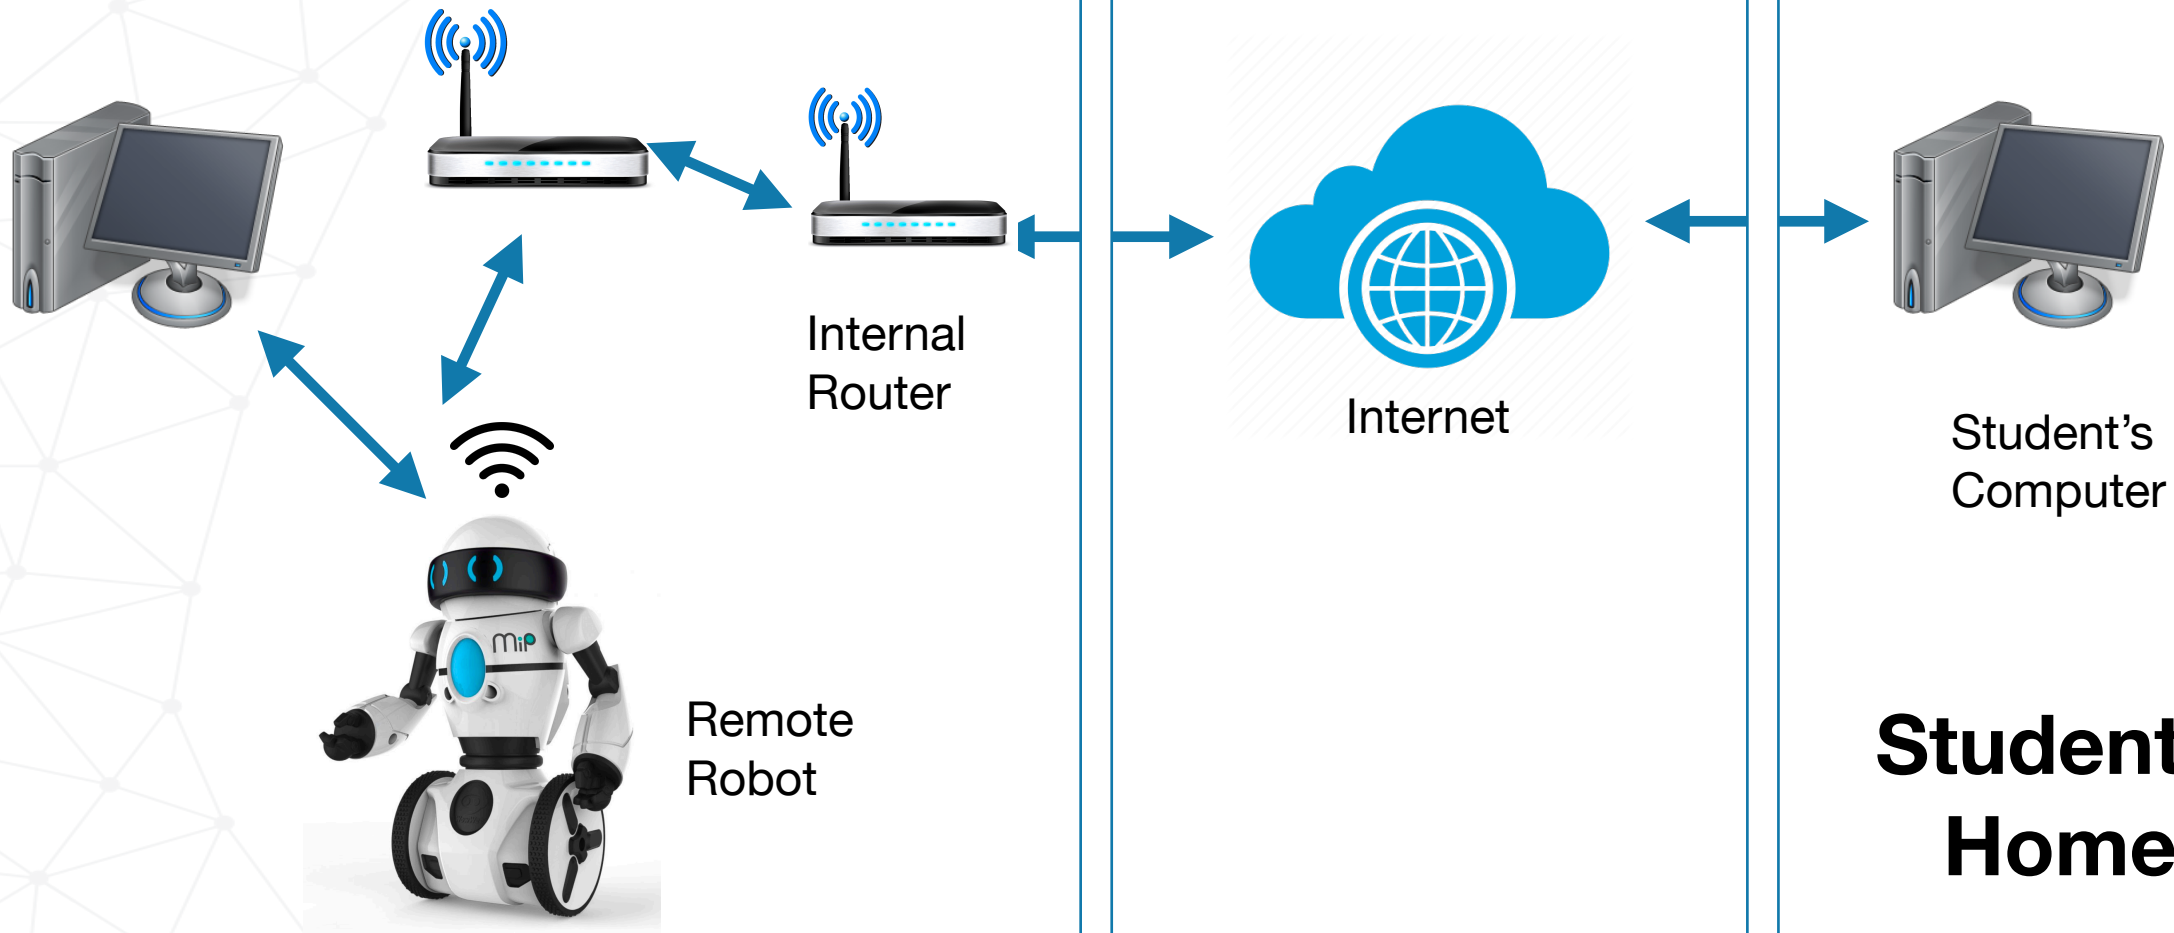 Internal
Router
Internet
Student’s
Computer
MiP
Remote
Robot
Student
Home